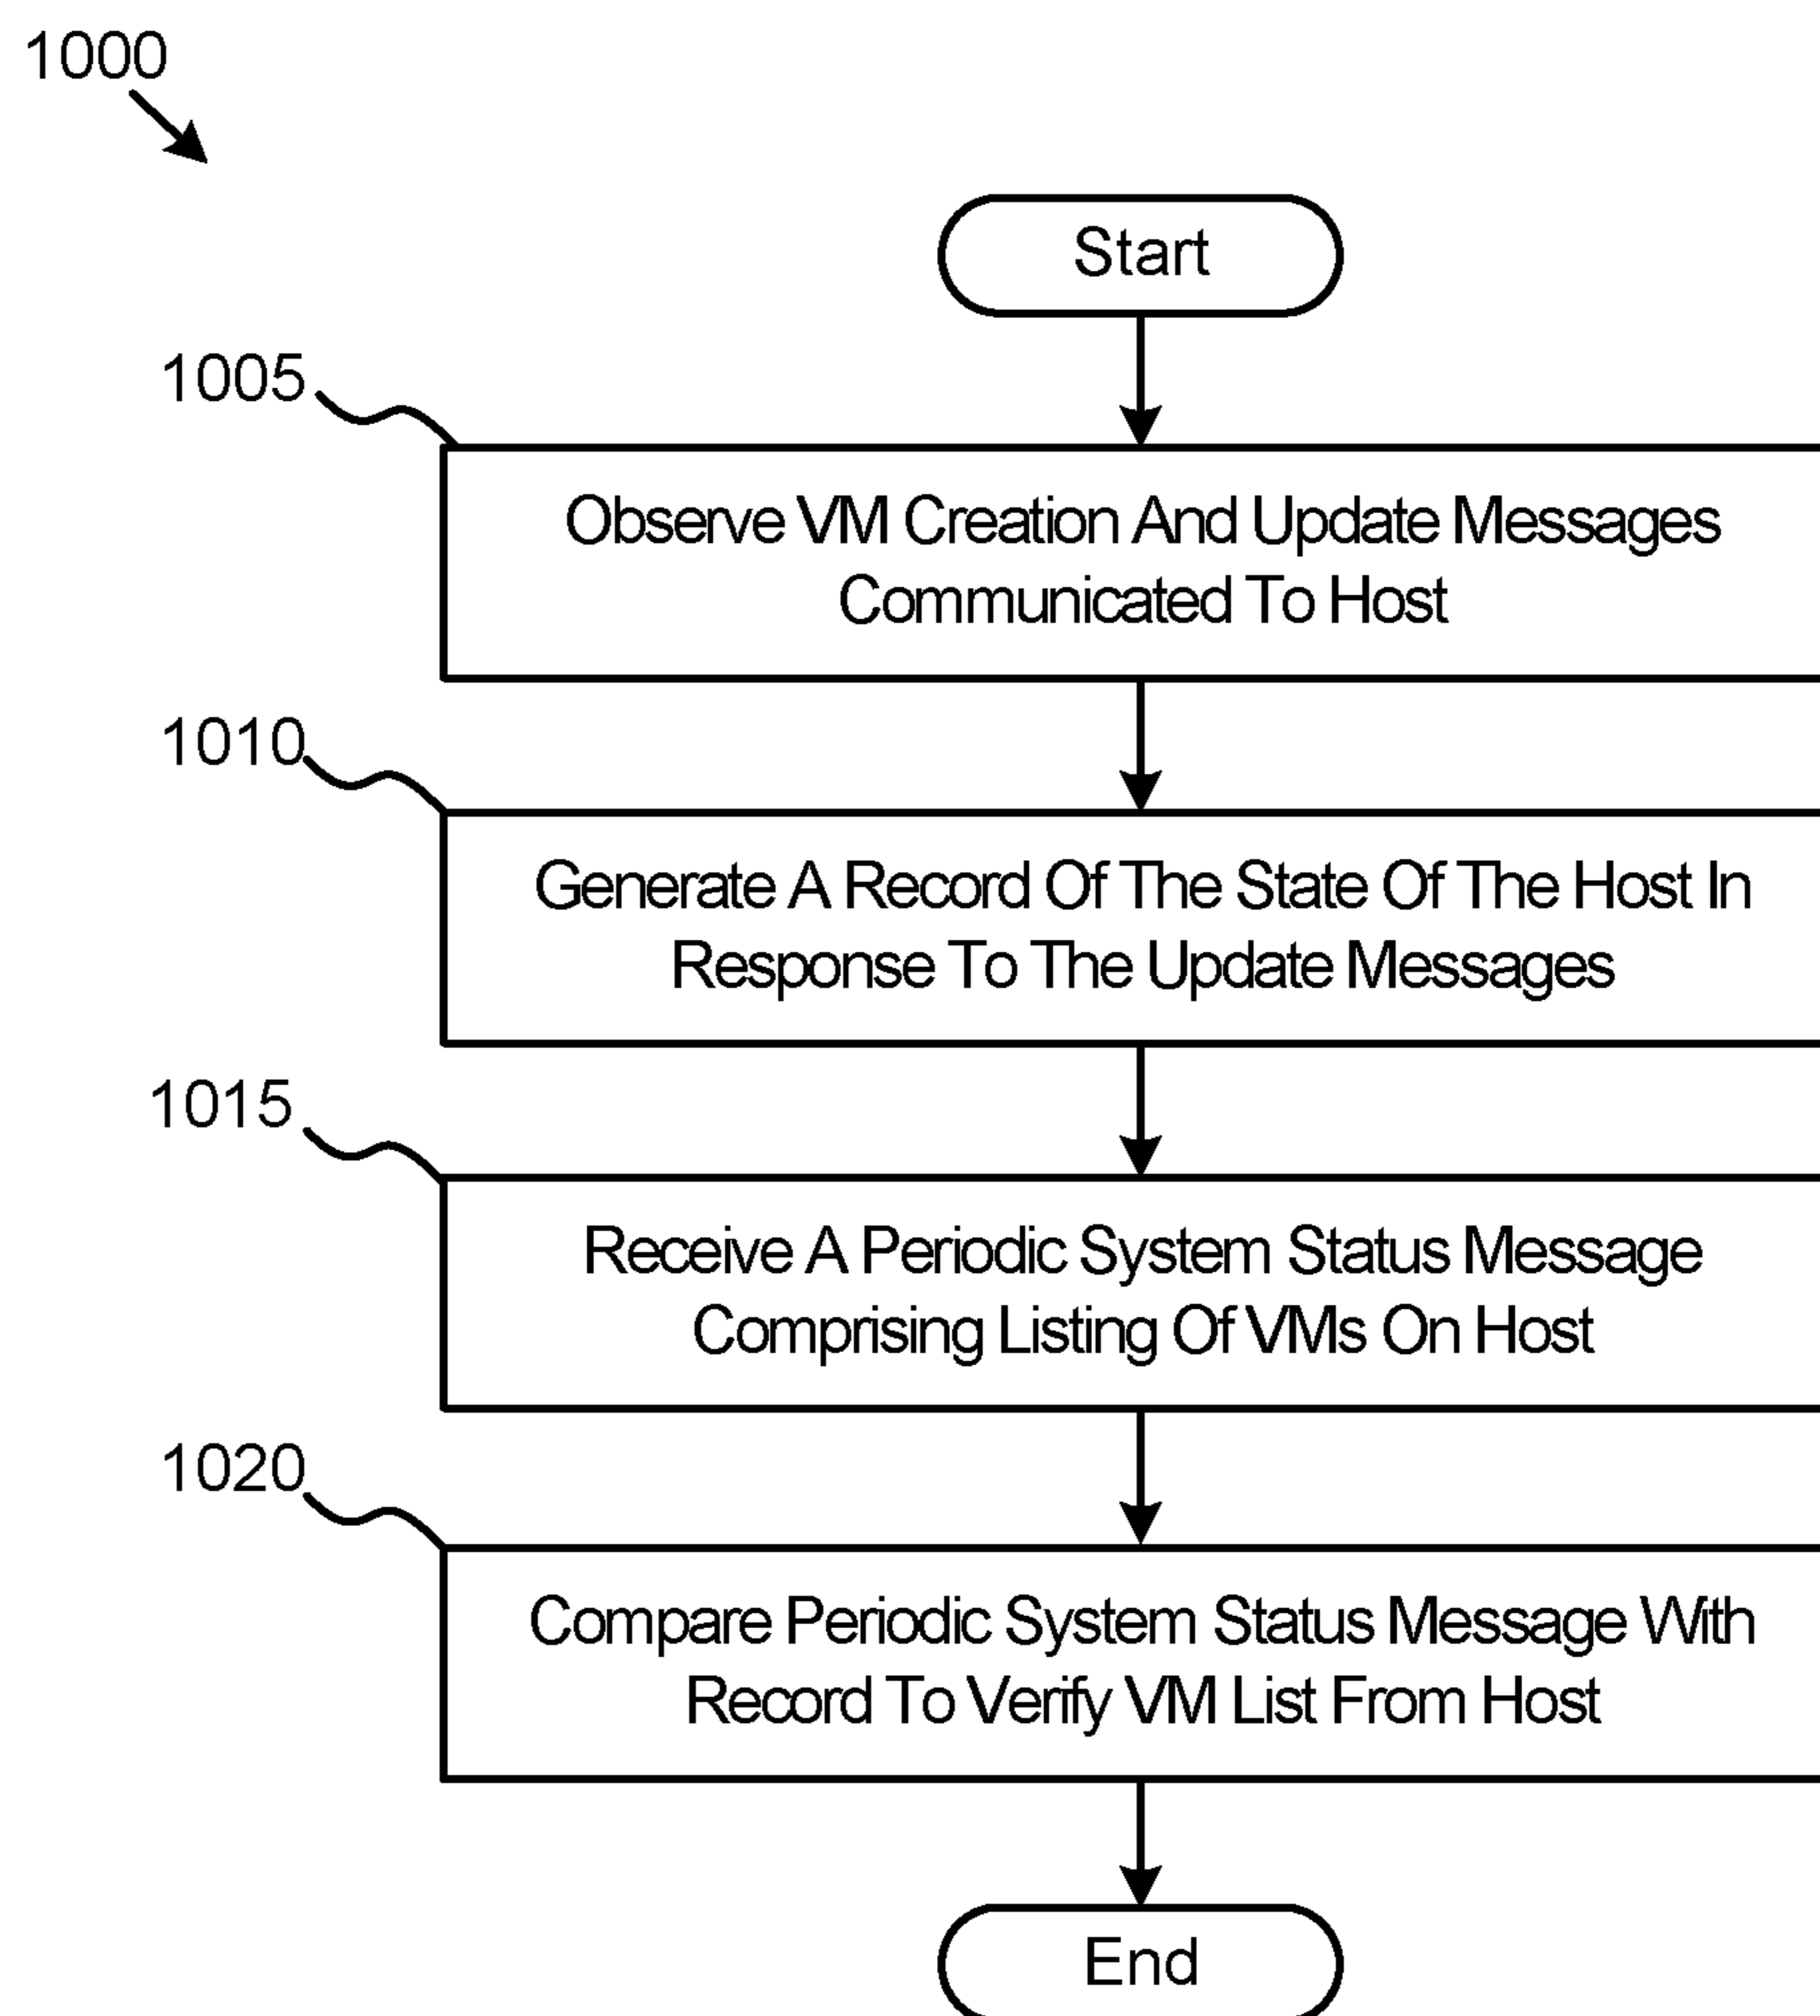 1000
Start
1005
Observe VM Creation And Update Messages
Communicated To Host
1010
Generate A Record Of The State Of The Host In
Response To The Update Messages
1015
Receive A Periodic System Status Message
Comprising Listing Of VMs On Host
1020
Compare Periodic System Status Message With
Record To Verify VM List From Host
End